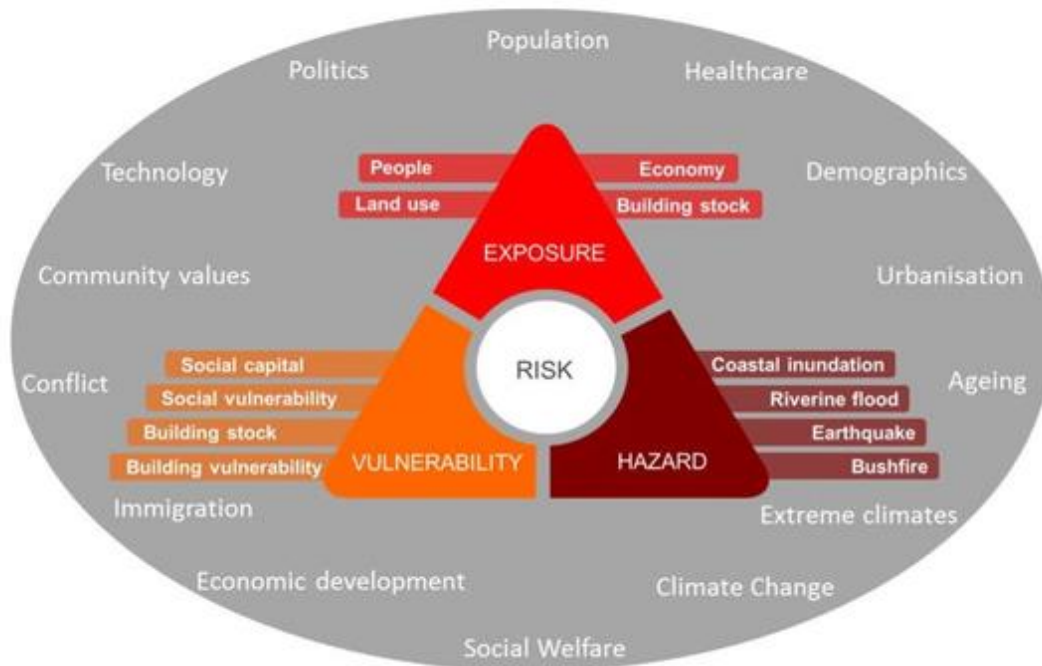 Population
Politics
Healthcare
Technology
People
Economy
Demographics
Land use
Building stock
EXPOSURE
Community values
Urbanisation
RISK
Social capital
Coastal inundation
Conflict
Ageing
Social vulnerability
Riverine flood
Building stock
Earthquake
Building vulnerability
VULNERABILITY
HAZARD
Bushfire
Immigration
Extreme climates
Economic development
Climate Change
Social Welfare